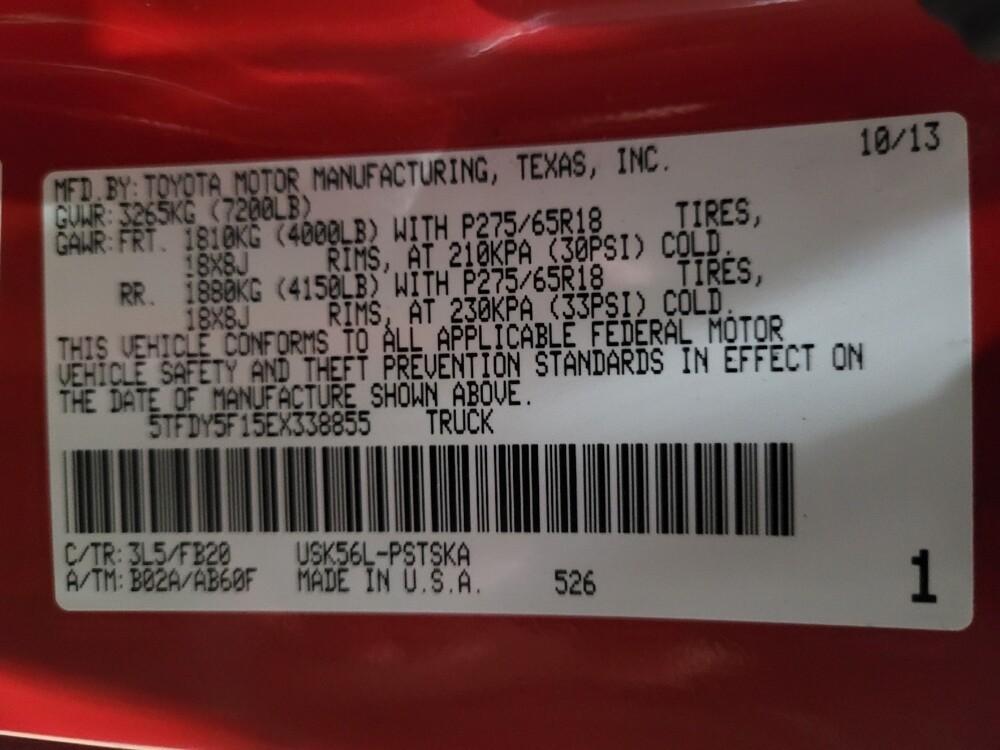 10/13
MFD.BY: TOYOTA MOTOR MANUFACTURING, TEXAS, INC.
GVWR: 3265KG (7200LB)
GAWR: FRT. 1810KG (4000LB) WITH P275/65R18 TIRES,
18X8J RIMS, AT 210KPA (30PSI) COLD.
RR. 1880KG (4150LB) WITH P275/65R18 TIRES,
18X8J RIMS, AT 230KPA (33PSI) COLD.
THIS VEHICLE CONFORMS TO ALL APPLICABLE FEDERAL MOTOR
VEHICLE SAFETY AND THEFT PREVENTION STANDARDS IN EFFECT ON
THE DATE OF MANUFACTURE SHOWN ABOVE.
5TFDY5F15EX338855 TRUCK
C/TR: 3L5/FB20 USK56L-PSTSKA
A/TM: B02A/AB60F MADE IN U.S.A. 526
1